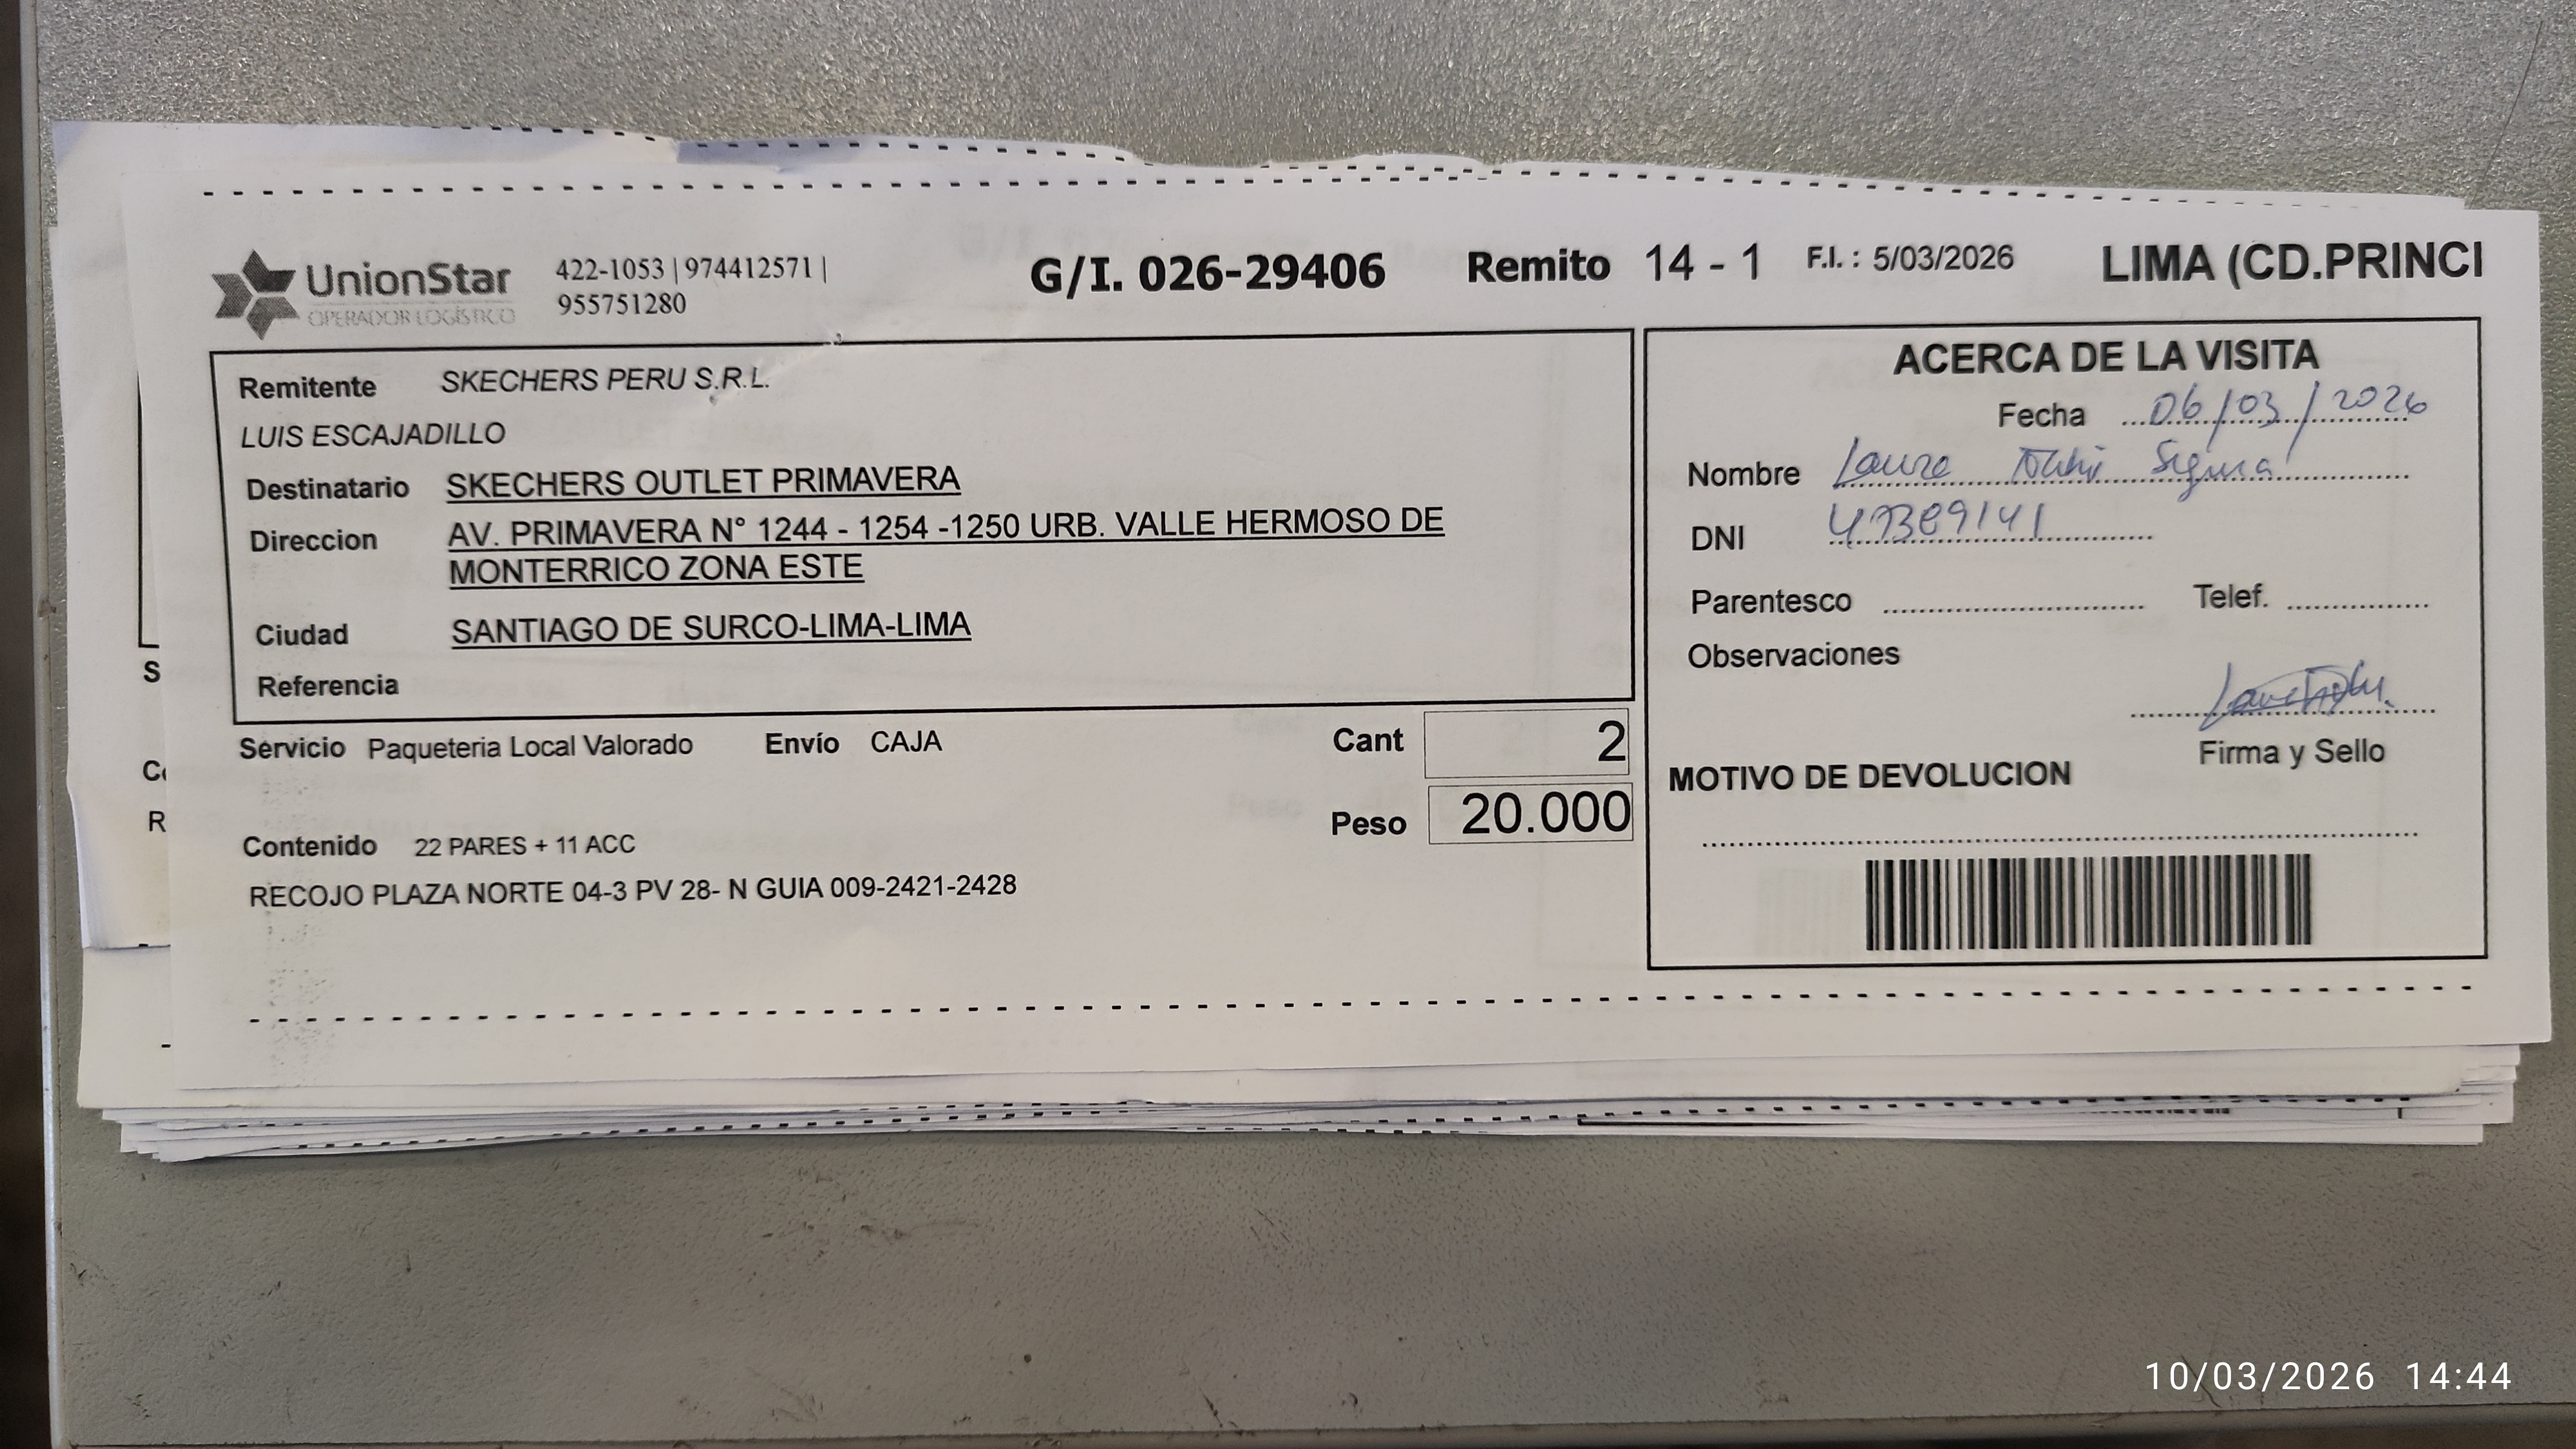 UnionStar
OPERADOR LOGÍSTICO
422-1053 | 974412571 |
955751280
G/I. 026-29406
Remito 14 - 1
F.I. : 5/03/2026
LIMA (CD.PRINCI
Remitente SKECHERS PERU S.R.L.
LUIS ESCAJADILLO
Destinatario SKECHERS OUTLET PRIMAVERA
Direccion AV. PRIMAVERA N° 1244 - 1254 -1250 URB. VALLE HERMOSO DE
MONTERRICO ZONA ESTE
Ciudad SANTIAGO DE SURCO-LIMA-LIMA
Referencia
Servicio Paqueteria Local Valorado Envío CAJA
Cant 2
Peso 20.000
Contenido 22 PARES + 11 ACC
RECOJO PLAZA NORTE 04-3 PV 28- N GUIA 009-2421-2428
ACERCA DE LA VISITA
Fecha 06/03/2026
Nombre
DNI
Parentesco Telef.
Observaciones
Firma y Sello
MOTIVO DE DEVOLUCION
S
R
10/03/2026 14:44